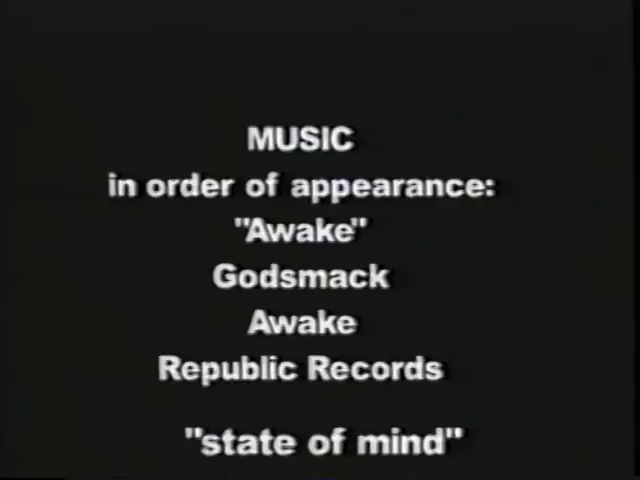 MUSIC
in order of appearance:
"Awake"
Godsmack
Awake
Republic Records
"state of mind"